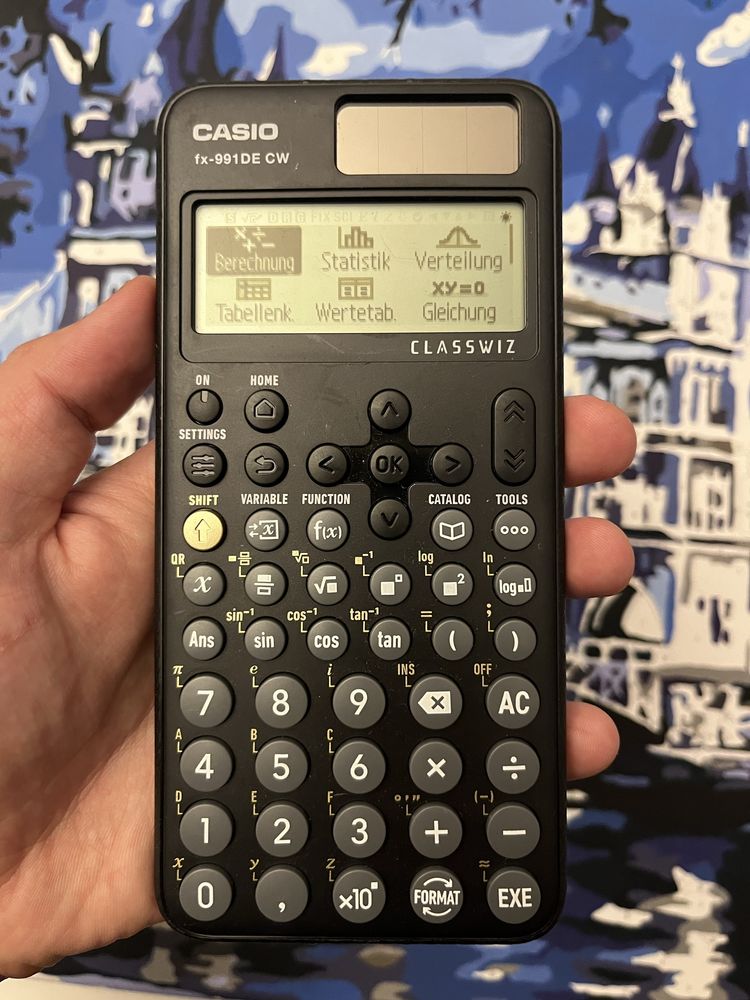 CASIO
fx-991DE CW
Berechnung Statistik Verteilung
xy=0
Tabellenk. Wertetab. Gleichung
CLASSWIZ
ON HOME
SETTINGS
OK
SHIFT VARIABLE FUNCTION CATALOG TOOLS
x f(x)
QR log ln
x log
sin⁻¹ cos⁻¹ tan⁻¹ = ;
Ans sin cos tan ( )
π e i INS OFF
7 8 9 AC
A B C
4 5 6 × ÷
D E F ° ′ ″ (−)
1 2 3 + −
x y z ≈
0 , ×10 FORMAT EXE